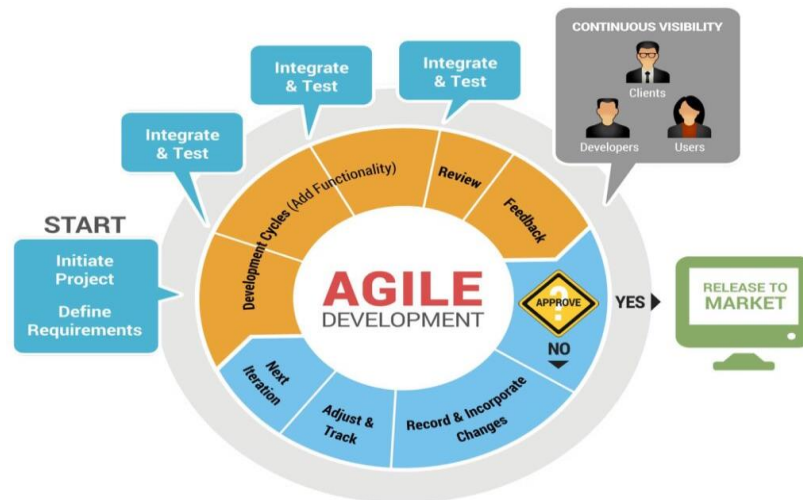 START
Initiate
Project
Define
Requirements
Integrate
& Test
Integrate
& Test
Integrate
& Test
CONTINUOUS VISIBILITY
Clients
Developers
Users
Development Cycles (Add Functionality)
Review
Feedback
AGILE
DEVELOPMENT
?
APPROVE
YES
NO
RELEASE TO
MARKET
Record & Incorporate
Changes
Adjust &
Track
Next
Iteration